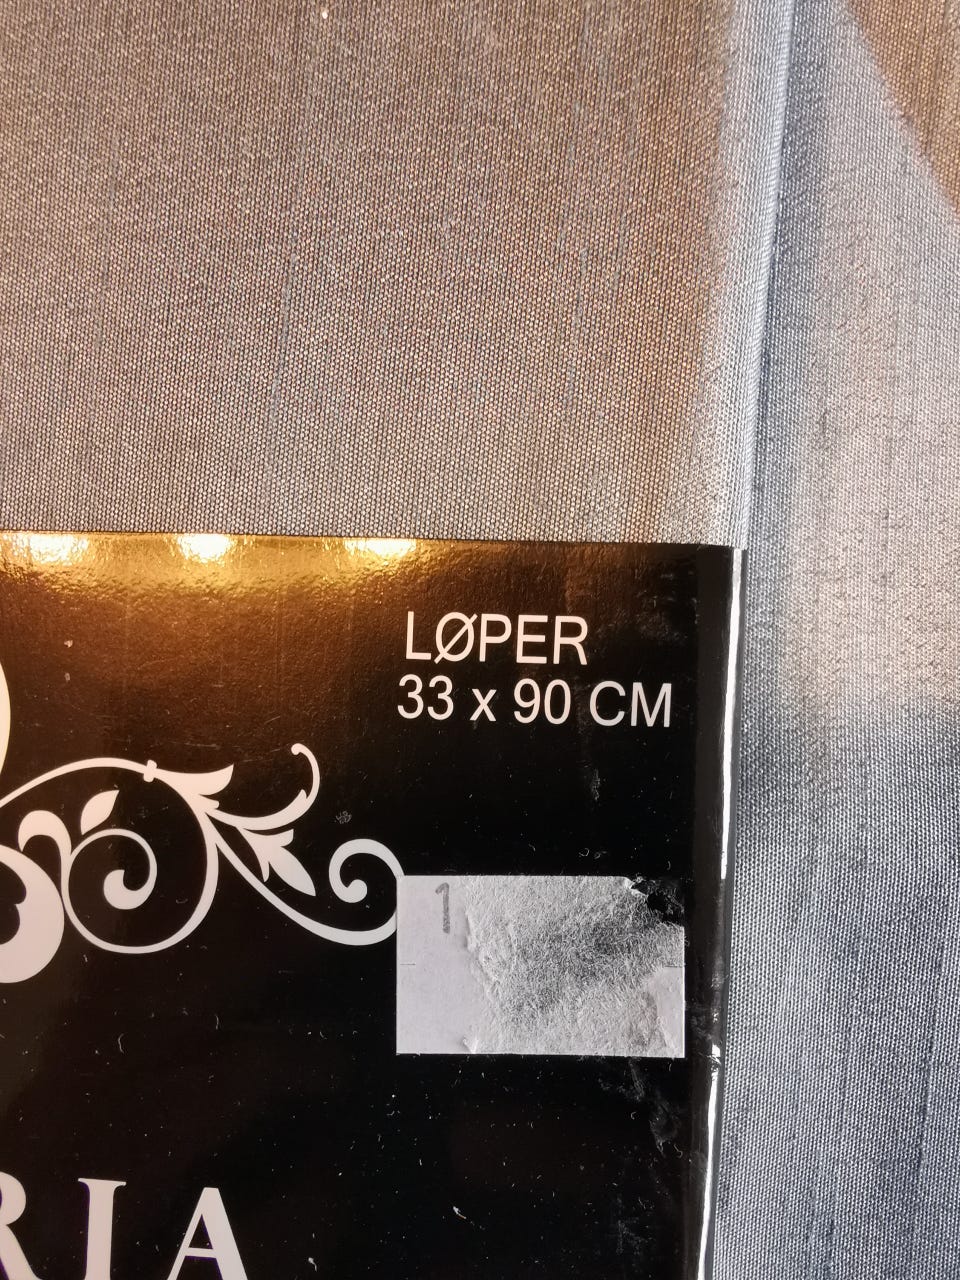 LØPER
33 x 90 CM
1
RIA